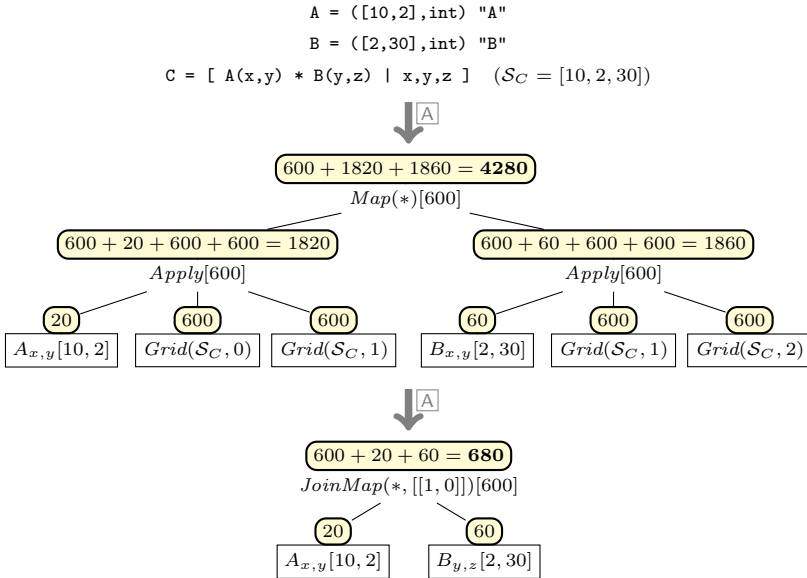 A = ([10,2],int) "A"
B = ([2,30],int) "B"
C = [ A(x,y) * B(y,z) | x,y,z ] (𝒮_C = [10, 2, 30])
A
600 + 1820 + 1860 = 4280
Map(∗)[600]
600 + 20 + 600 + 600 = 1820 600 + 60 + 600 + 600 = 1860
Apply[600] Apply[600]
20 600 600 60 600 600
A_{x,y}[10, 2] Grid(𝒮_C, 0) Grid(𝒮_C, 1) B_{x,y}[2, 30] Grid(𝒮_C, 1) Grid(𝒮_C, 2)
A
600 + 20 + 60 = 680
JoinMap(∗, [[1, 0]])[600]
20 60
A_{x,y}[10, 2] B_{y,z}[2, 30]